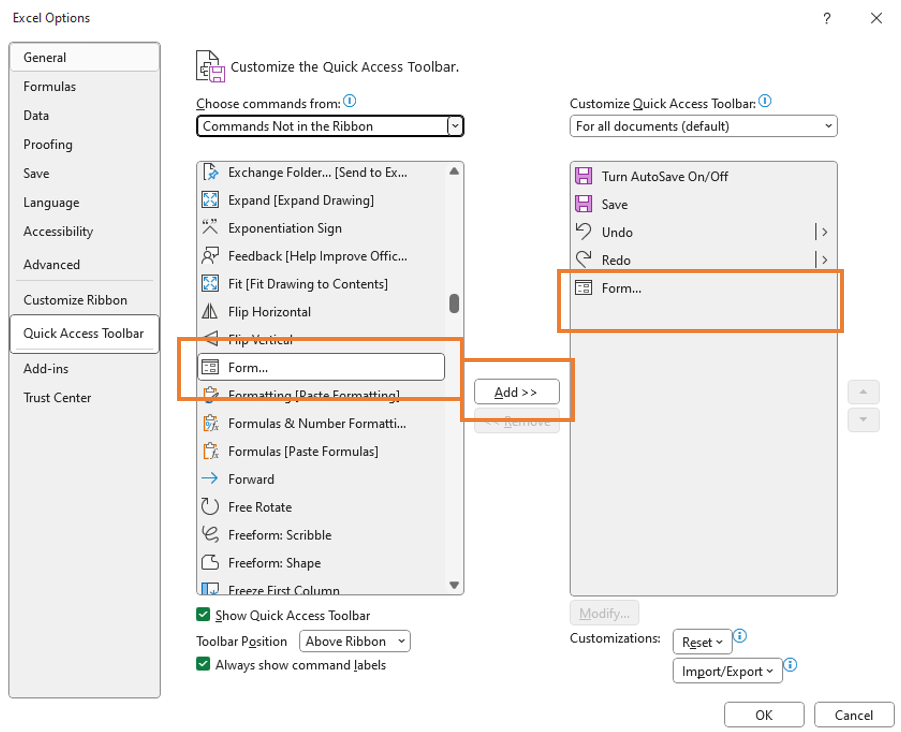 Excel Options
?
General
Formulas
Data
Proofing
Save
Language
Accessibility
Advanced
Customize Ribbon
Quick Access Toolbar
Add-ins
Trust Center
Customize the Quick Access Toolbar.
Choose commands from:
Commands Not in the Ribbon
Exchange Folder... [Send to Ex...
Expand [Expand Drawing]
Exponentiation Sign
Feedback [Help Improve Offic...
Fit [Fit Drawing to Contents]
Flip Horizontal
Flip Vertical
Form...
Formatting [Paste Formatting]
Formulas & Number Formatti...
Formulas [Paste Formulas]
Forward
Free Rotate
Freeform: Scribble
Freeform: Shape
Freeze First Column
Show Quick Access Toolbar
Toolbar Position Above Ribbon
Always show command labels
Add >>
<< Remove
Customize Quick Access Toolbar:
For all documents (default)
Turn AutoSave On/Off
Save
Undo
Redo
Form...
Modify...
Customizations: Reset
Import/Export
OK Cancel